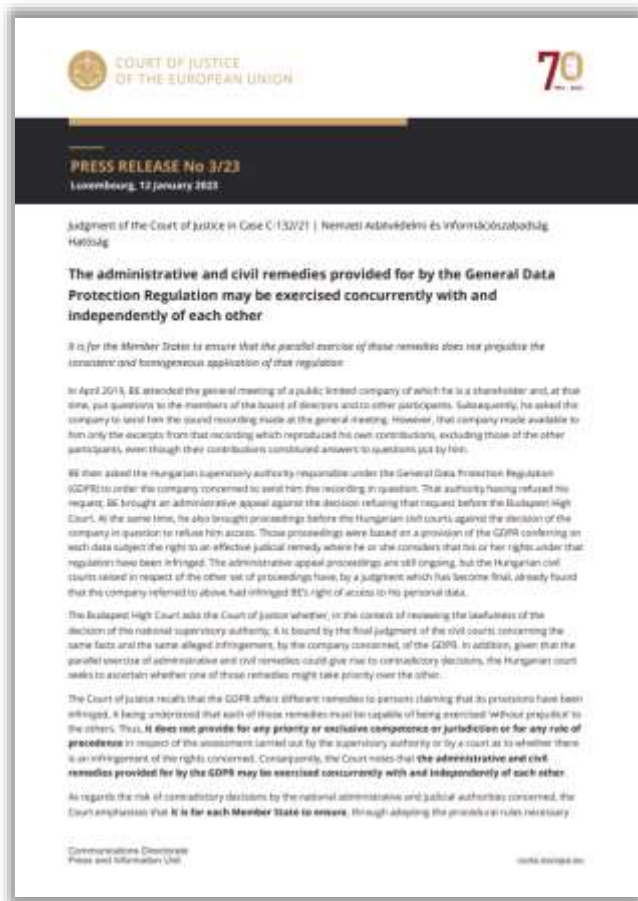 COURT OF JUSTICE
OF THE EUROPEAN UNION
70
PRESS RELEASE No 3/23
Luxembourg, 12 January 2023
Judgment of the Court of Justice in Case C-132/21 | Nemzeti Adatvédelmi és Információszabadság
Hatóság
The administrative and civil remedies provided for by the General Data
Protection Regulation may be exercised concurrently with and
independently of each other
It is for the Member States to ensure that the parallel exercise of those remedies does not prejudice the
consistent and homogeneous application of that regulation
In April 2019, BE attended the general meeting of a public limited company of which he is a shareholder and, at that
time, put questions to the members of the board of directors and to other participants. Subsequently, he asked the
company to send him the sound recording made at the general meeting. However, that company made available to
him only the excerpts from that recording which reproduced his own contributions, excluding those of the other
participants, even though their contributions constituted answers to questions put by him.
BE then asked the Hungarian supervisory authority responsible under the General Data Protection Regulation
(GDPR) to order the company concerned to send him the recording in question. That authority having refused his
request, BE brought an administrative appeal against the decision refusing that request before the Budapest High
Court. At the same time, he also brought proceedings before the Hungarian civil courts against the decision of the
company in question to refuse him access. Those proceedings were based on a provision of the GDPR conferring on
each data subject the right to an effective judicial remedy where he or she considers that his or her rights under that
regulation have been infringed. The administrative appeal proceedings are still ongoing, but the Hungarian civil
courts seized in respect of the other set of proceedings have, by a judgment which has become final, already found
that the company referred to above had infringed BE's right of access to his personal data.
The Budapest High Court asks the Court of Justice whether, in the context of reviewing the lawfulness of the
decision of the national supervisory authority, it is bound by the final judgment of the civil courts concerning the
same facts and the same alleged infringement, by the company concerned, of the GDPR. In addition, given that the
parallel exercise of administrative and civil remedies could give rise to contradictory decisions, the Hungarian court
seeks to ascertain whether one of those remedies might take priority over the other.
The Court of Justice recalls that the GDPR offers different remedies to persons claiming that its provisions have been
infringed, it being understood that each of those remedies must be capable of being exercised 'without prejudice' to
the others. Thus, it does not provide for any priority or exclusive competence or jurisdiction or for any rule of
precedence in respect of the assessment carried out by the supervisory authority or by a court as to whether there
is an infringement of the rights concerned. Consequently, the Court notes that the administrative and civil
remedies provided for by the GDPR may be exercised concurrently with and independently of each other.
As regards the risk of contradictory decisions by the national administrative and judicial authorities concerned, the
Court emphasises that it is for each Member State to ensure, through adopting the procedural rules necessary
Communications Directorate
Press and Information Unit
curia.europa.eu